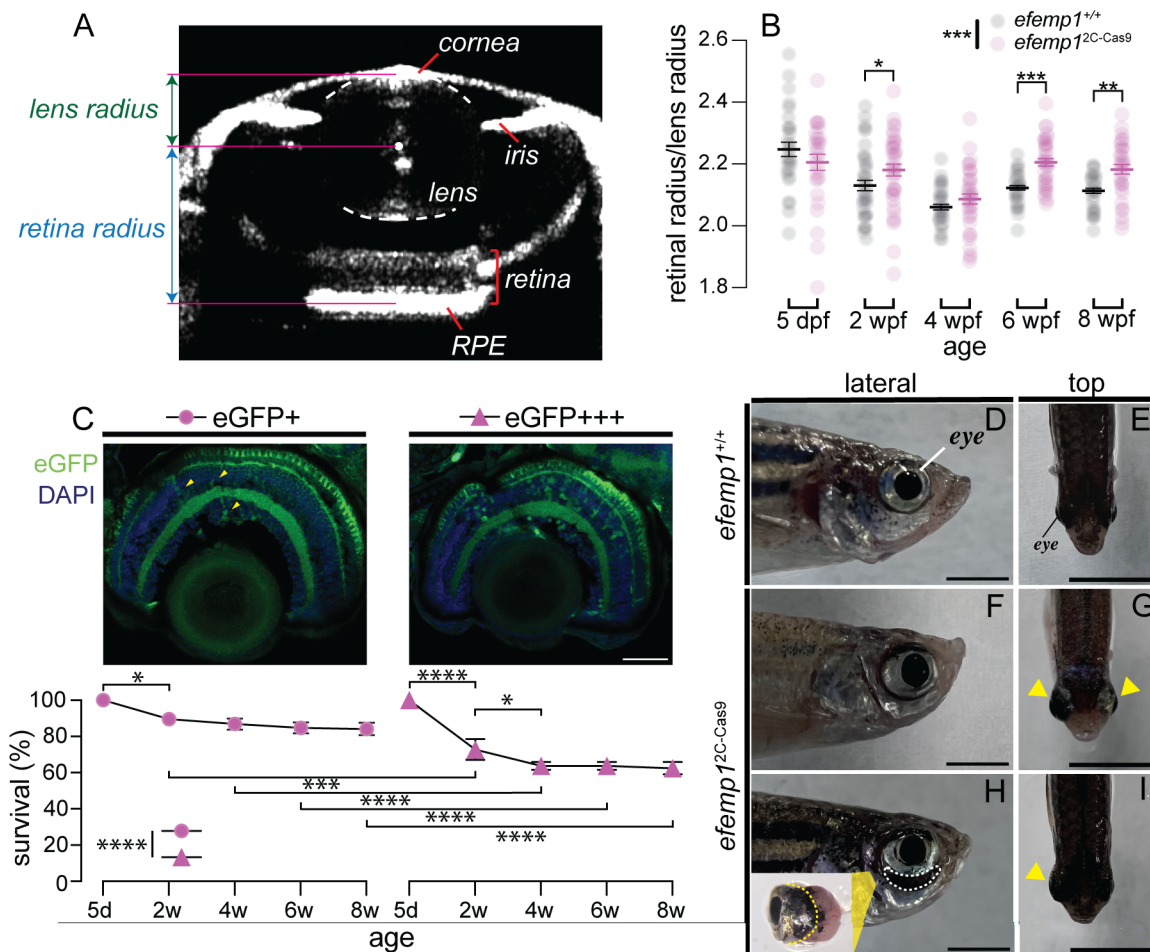 A
cornea
lens radius
iris
lens
retina radius
retina
RPE
B
*** efemp1+/+
efemp12C-Cas9
retinal radius/lens radius
2.6
2.4
2.2
2.0
1.8
*
***
**
5 dpf
2 wpf
4 wpf
6 wpf
8 wpf
age
C
eGFP+
eGFP+++
eGFP
DAPI
survival (%)
100
80
60
40
20
0
*
****
*
***
****
****
****
****
5d
2w
4w
6w
8w
5d
2w
4w
6w
8w
age
lateral
top
efemp1+/+
D
eye
E
eye
efemp12C-Cas9
F
G
H
I